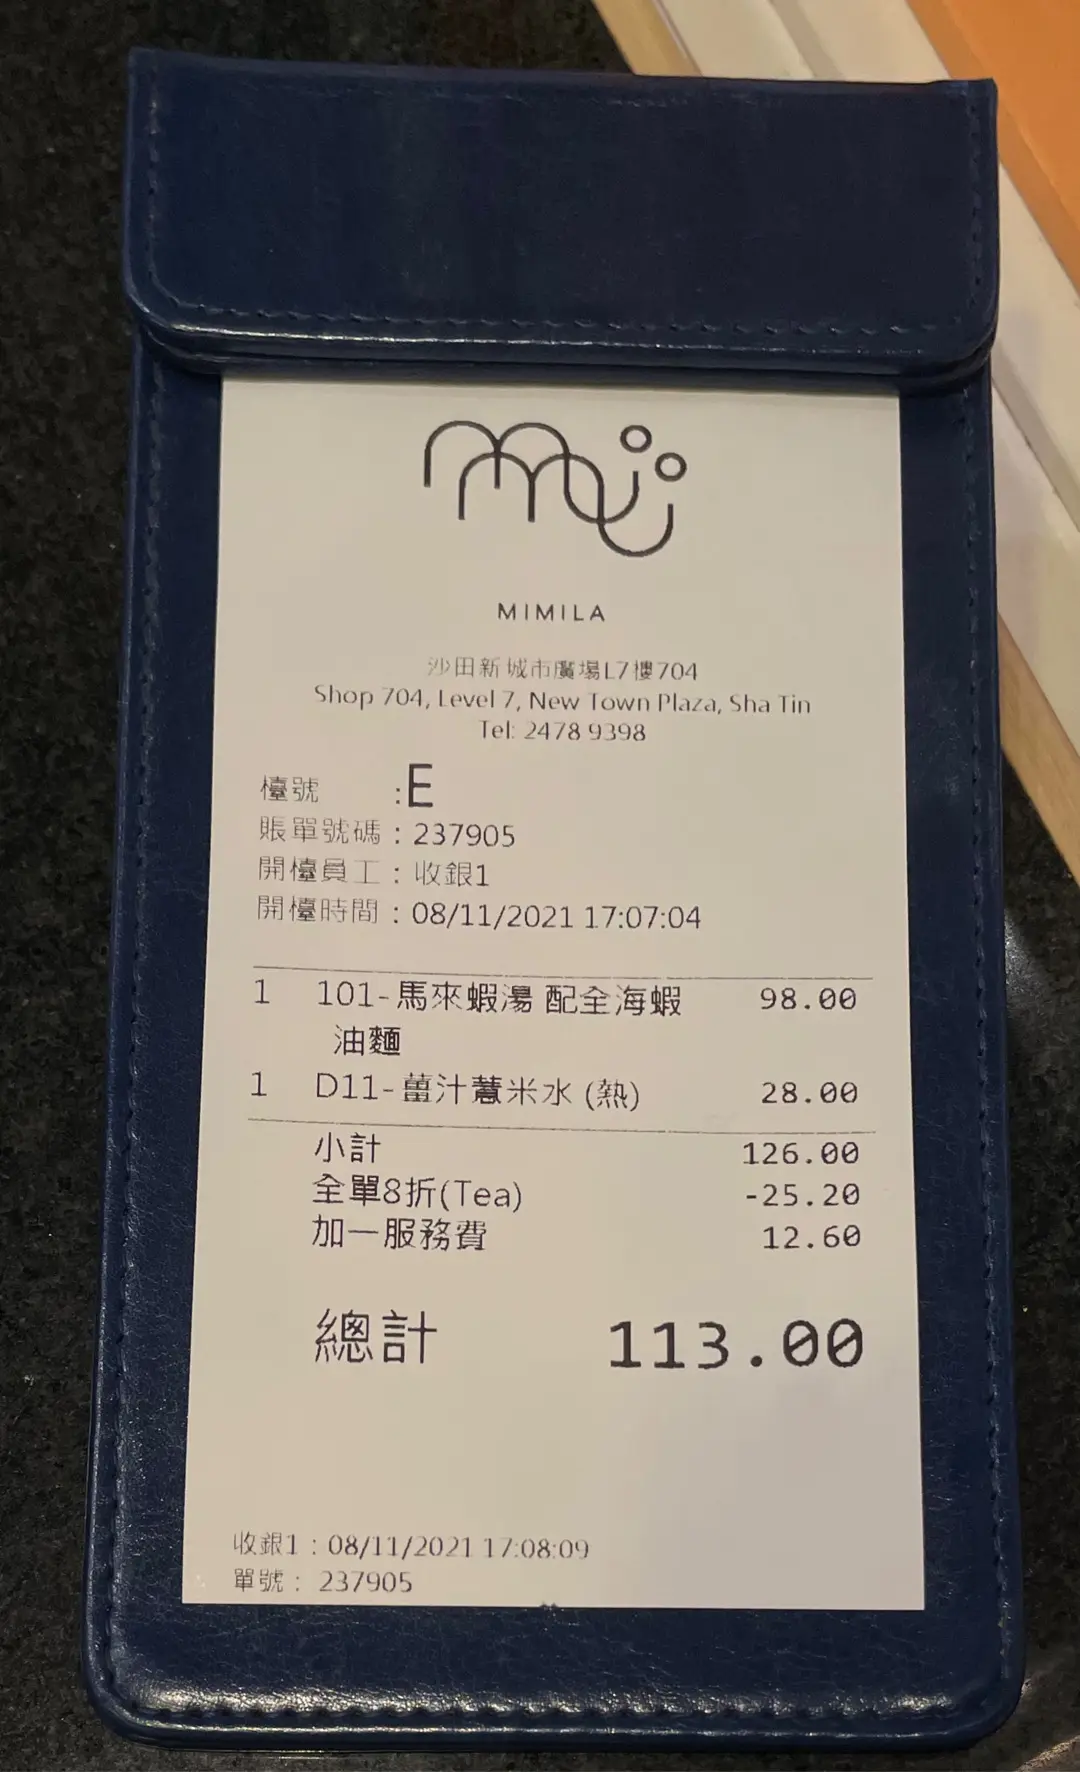 MIMILA
沙田新城市廣場L7樓704
Shop 704, Level 7, New Town Plaza, Sha Tin
Tel: 2478 9398
檯號 :E
賬單號碼 : 237905
開檯員工 : 收銀1
開檯時間 : 08/11/2021 17:07:04
1 101-馬來蝦湯 配全海蝦 98.00
油麵
1 D11-薑汁薏米水 (熱) 28.00
小計 126.00
全單8折(Tea) -25.20
加一服務費 12.60
總計 113.00
收銀1 : 08/11/2021 17:08:09
單號 : 237905